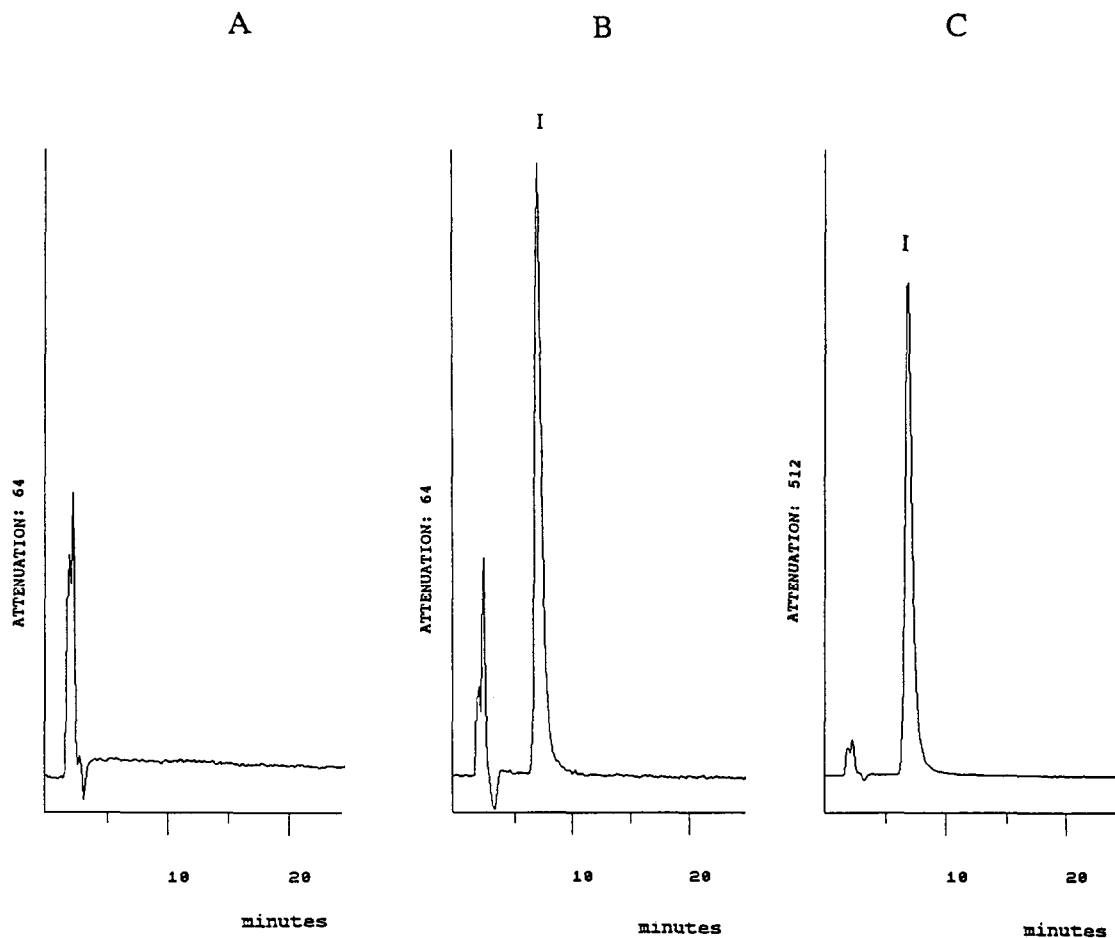 A
B
C
I
I
ATTENUATION: 64
ATTENUATION: 64
ATTENUATION: 512
10
20
10
20
10
20
minutes
minutes
minutes